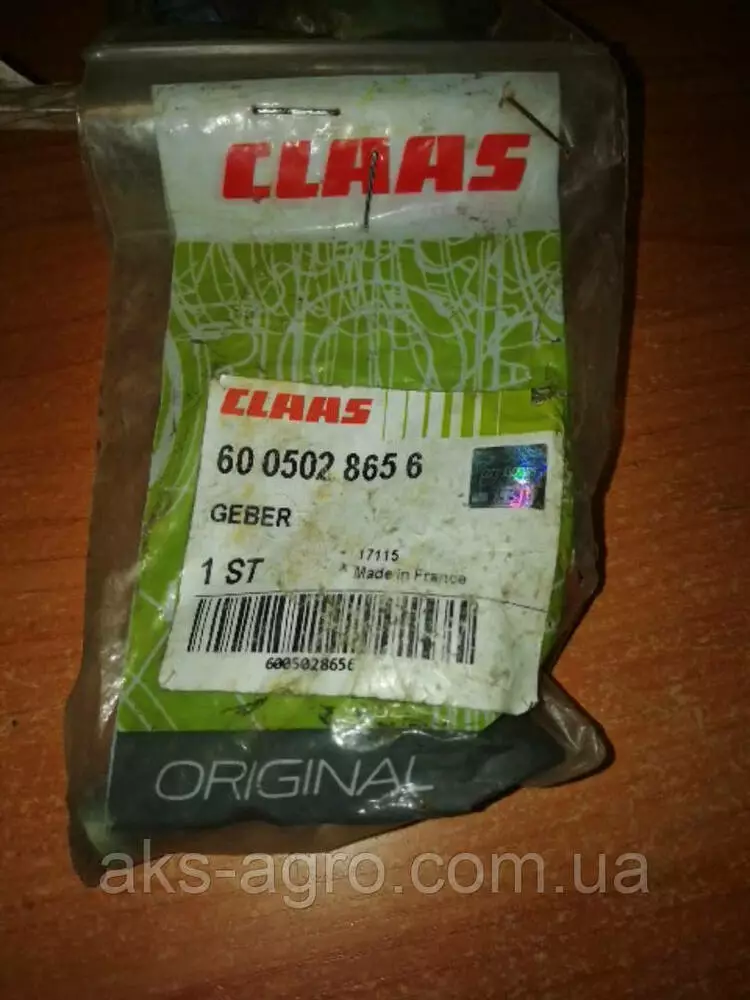 CLAAS
CLAAS
60 0502 865 6
GEBER
17115
1 ST
Made in France
6005028656
ORIGINAL
aks-agro.com.ua